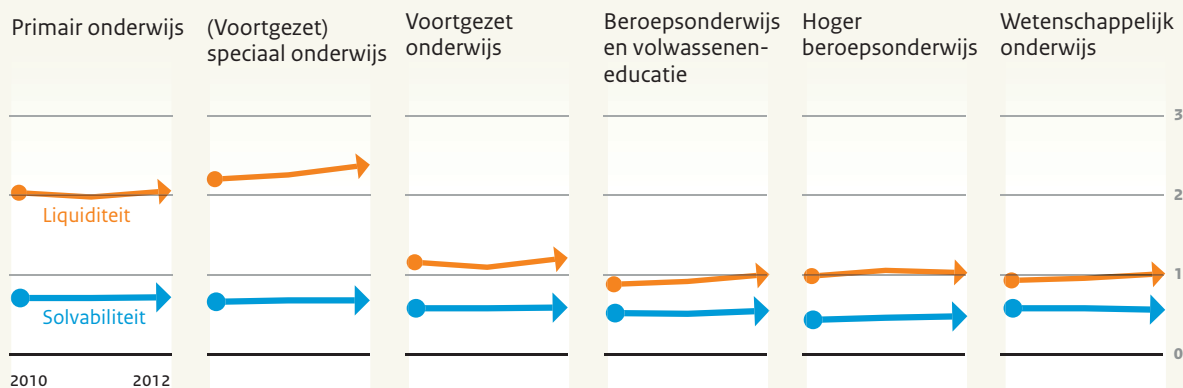 Primair onderwijs
(Voortgezet)
speciaal onderwijs
Voortgezet
onderwijs
Beroepsonderwijs
en volwassenen-
educatie
Hoger
beroepsonderwijs
Wetenschappelijk
onderwijs
3
2
Liquiditeit
1
Solvabiliteit
0
2010
2012